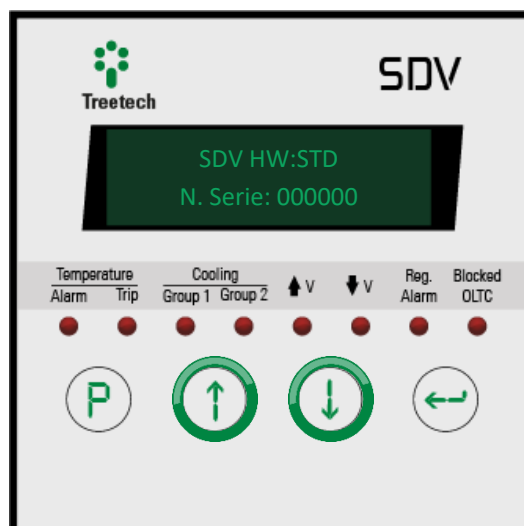 Treetech
SDV
SDV HW:STD
N. Serie: 000000
Temperature
Alarm Trip
Cooling
Group 1 Group 2
V
V
Reg.
Alarm
Blocked
OLTC
P